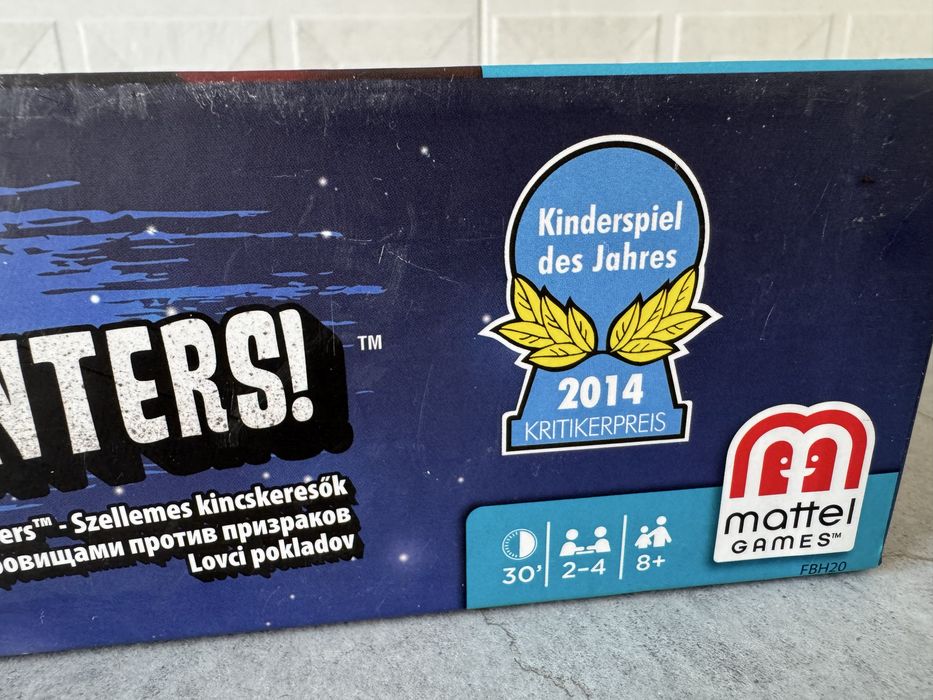 NTERS!
TM
ers™ - Szellemes kincskeresők
ровищами против призраков
Lovci pokladov
Kinderspiel
des Jahres
2014
KRITIKERPREIS
30' 2–4 8+
mattel
GAMES™
FBH20